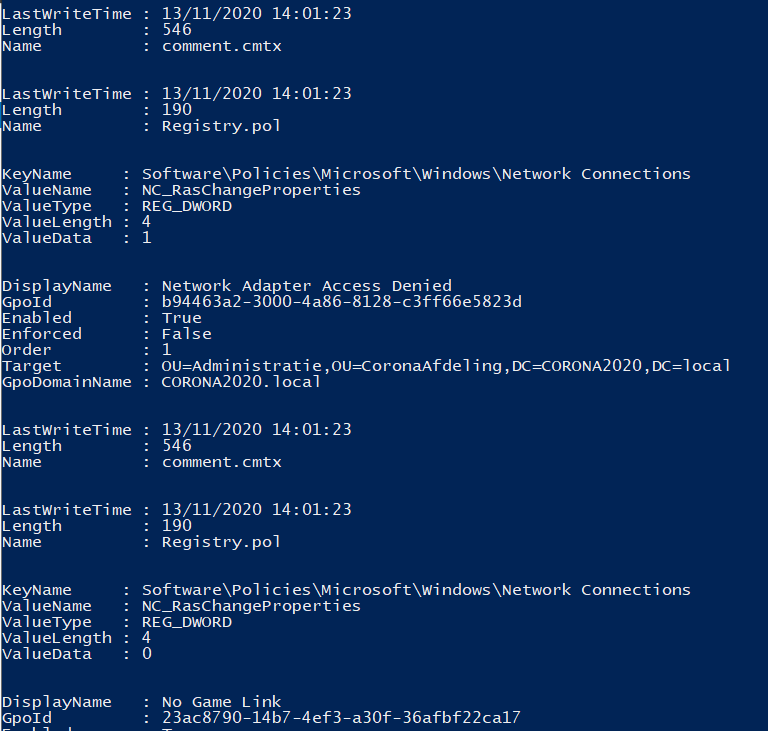 LastWriteTime : 13/11/2020 14:01:23
Length        : 546
Name          : comment.cmtx
LastWriteTime : 13/11/2020 14:01:23
Length        : 190
Name          : Registry.pol
KeyName     : Software\Policies\Microsoft\Windows\Network Connections
ValueName   : NC_RasChangeProperties
ValueType   : REG_DWORD
ValueLength : 4
ValueData   : 1
DisplayName   : Network Adapter Access Denied
GpoId         : b94463a2-3000-4a86-8128-c3ff66e5823d
Enabled       : True
Enforced      : False
Order         : 1
Target        : OU=Administratie,OU=CoronaAfdeling,DC=CORONA2020,DC=local
GpoDomainName : CORONA2020.local
LastWriteTime : 13/11/2020 14:01:23
Length        : 546
Name          : comment.cmtx
LastWriteTime : 13/11/2020 14:01:23
Length        : 190
Name          : Registry.pol
KeyName     : Software\Policies\Microsoft\Windows\Network Connections
ValueName   : NC_RasChangeProperties
ValueType   : REG_DWORD
ValueLength : 4
ValueData   : 0
DisplayName   : No Game Link
GpoId         : 23ac8790-14b7-4ef3-a30f-36afbf22ca17